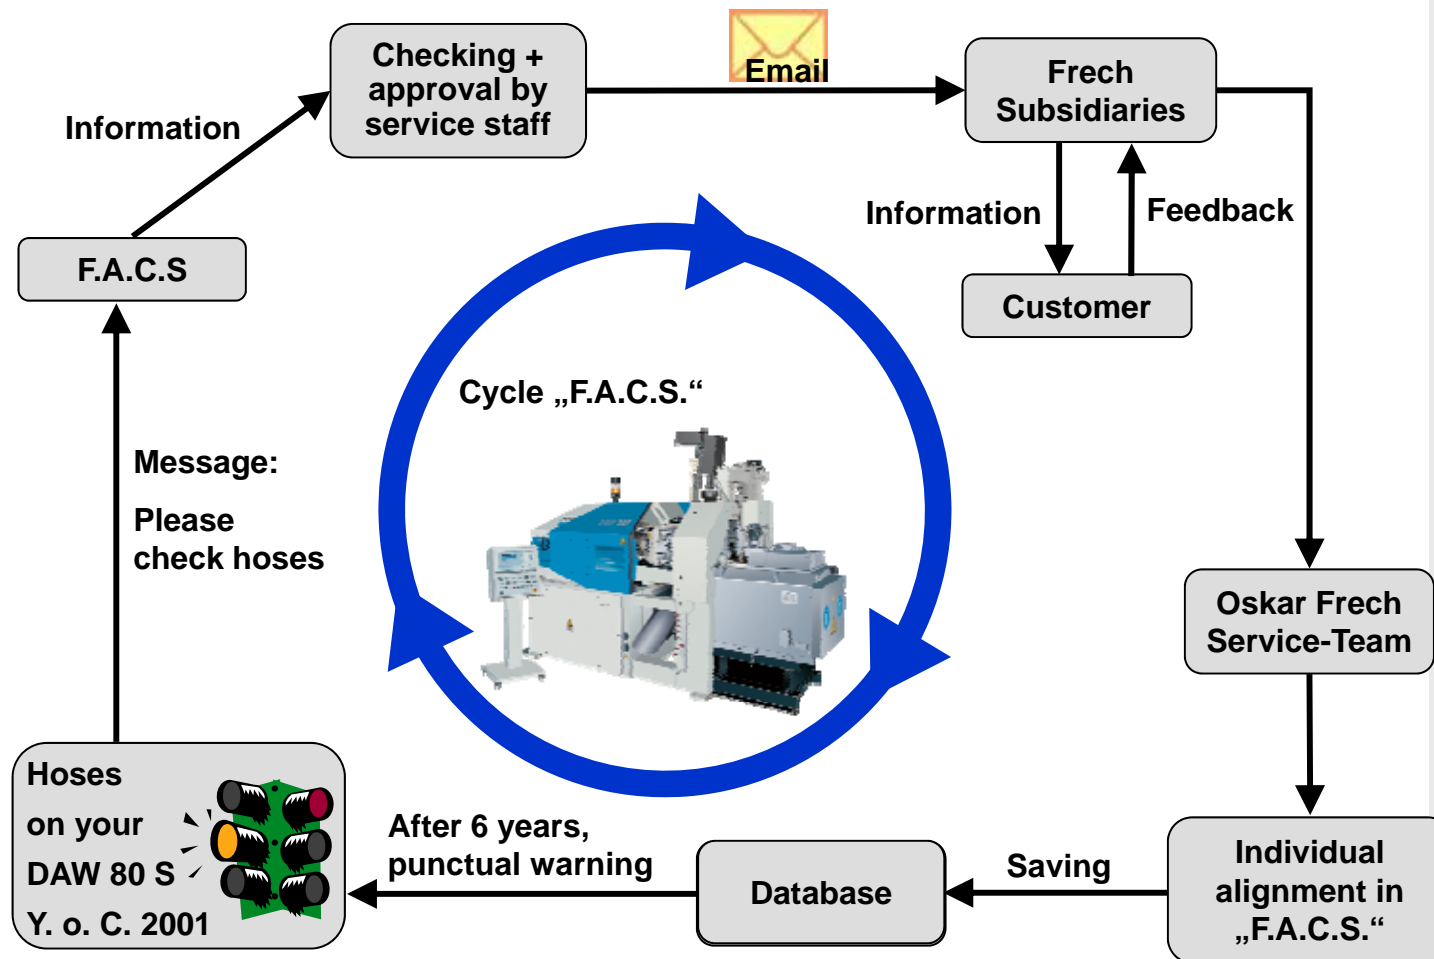 Checking +
approval by
service staff
Email
Frech
Subsidiaries
Information
Information
Feedback
F.A.C.S
Customer
Cycle „F.A.C.S.“
Message:
Please
check hoses
Oskar Frech
Service-Team
Hoses
on your
DAW 80 S
Y. o. C. 2001
After 6 years,
punctual warning
Database
Saving
Individual
alignment in
„F.A.C.S.“